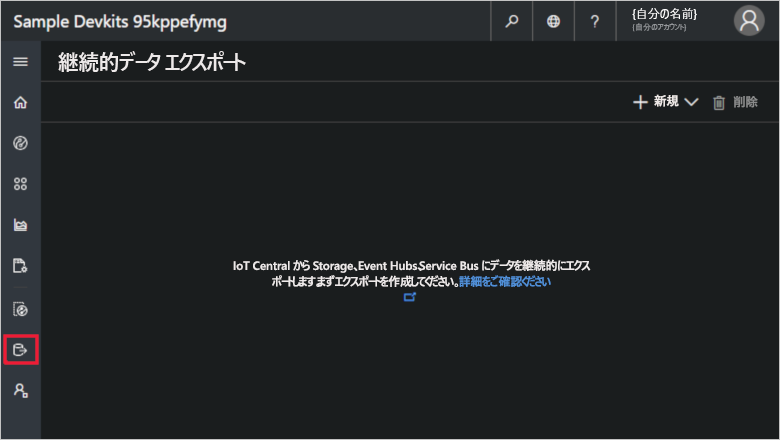 Sample Devkits 95kppefymg
?
{自分の名前}
{自分のアカウント}
継続的データ エクスポート
新規
削除
IoT Central から Storage、Event Hubs、Service Bus にデータを継続的にエクス
ポートしますまずエクスポートを作成してください。詳細をご確認ください